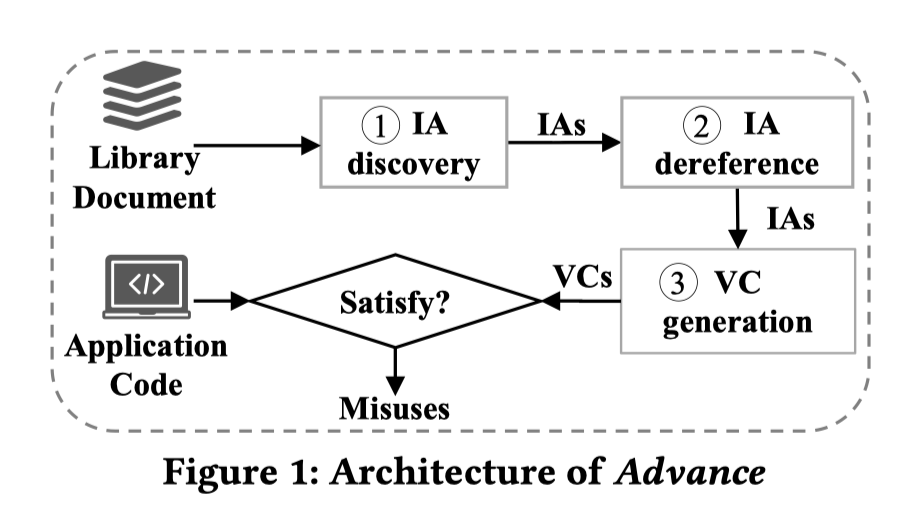 ① IA
discovery
IAs
② IA
dereference
Library
Document
IAs
</>
Application
Code
Satisfy?
VCs
③ VC
generation
Misuses
Figure 1: Architecture of Advance